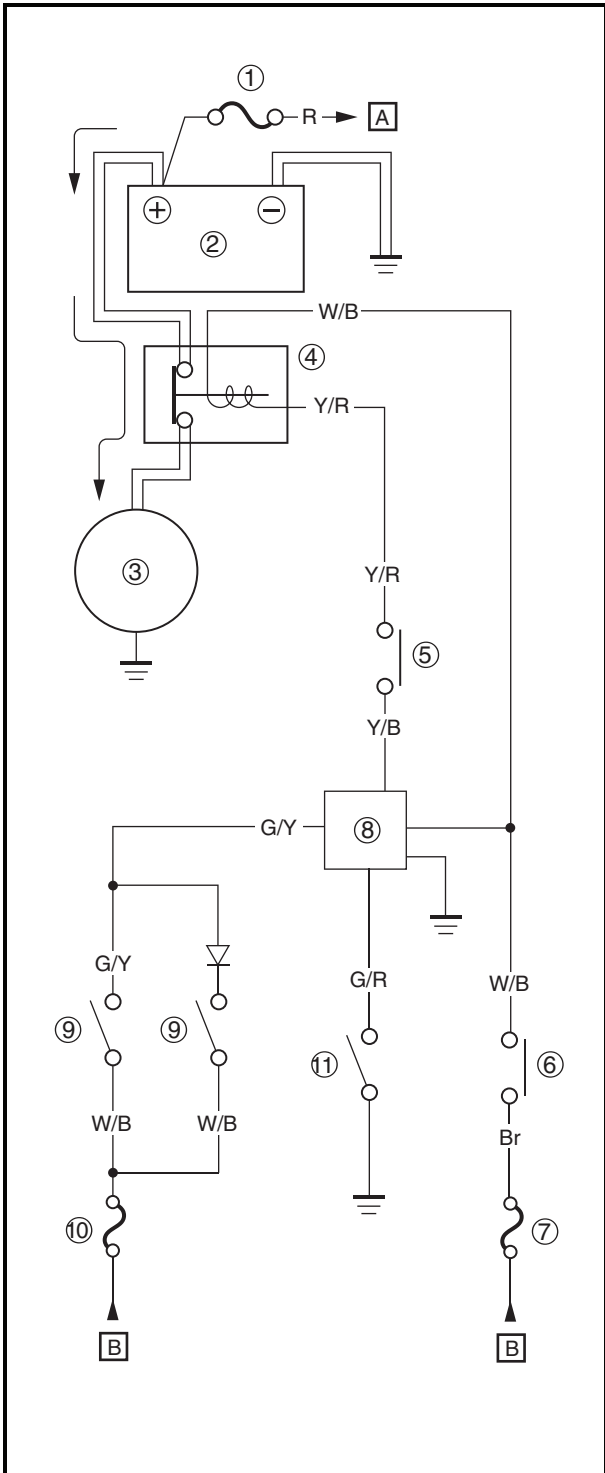 ①
R A
+ −
②
W/B
④
Y/R
③
Y/R
⑤
Y/B
G/Y ⑧
G/Y G/R W/B
⑨ ⑨ ⑪ ⑥
W/B W/B Br
⑩ ⑦
B B